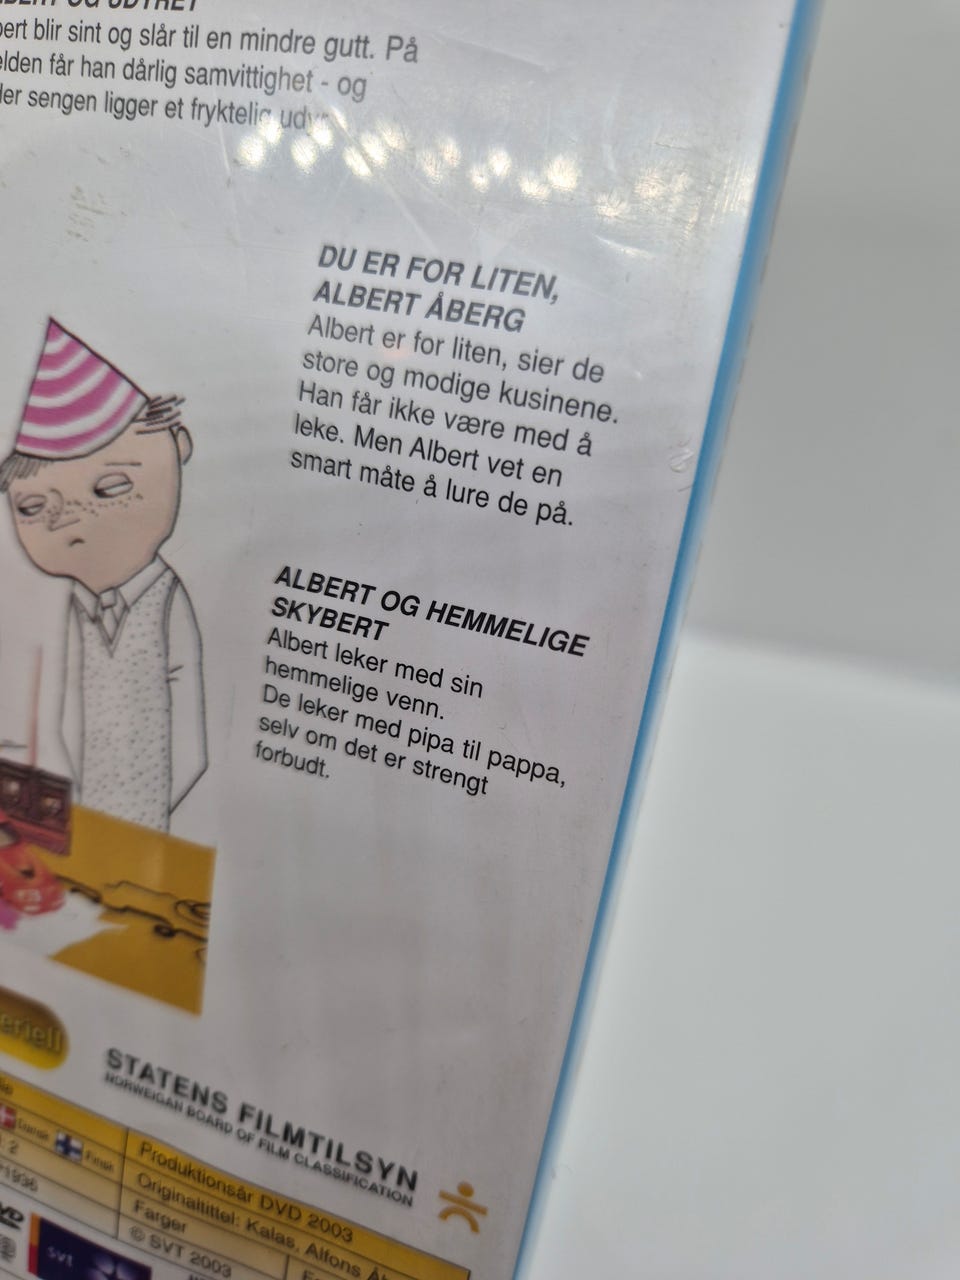 blir sint og slår til en mindre gutt. På
får han dårlig samvittighet - og
sengen ligger et fryktelig
DU ER FOR LITEN,
ALBERT ÅBERG
Albert er for liten, sier de
store og modige kusinene.
Han får ikke være med å
leke. Men Albert vet en
smart måte å lure de på.
ALBERT OG HEMMELIGE
SKYBERT
Albert leker med sin
hemmelige venn.
De leker med pipa til pappa,
selv om det er strengt
forbudt.
STATENS FILMTILSYN
NORWEGIAN BOARD OF FILM CLASSIFICATION
Produktionsår DVD 2003
Originaltittel: Kalas, Alfons
Farger
© SVT 2003
svt